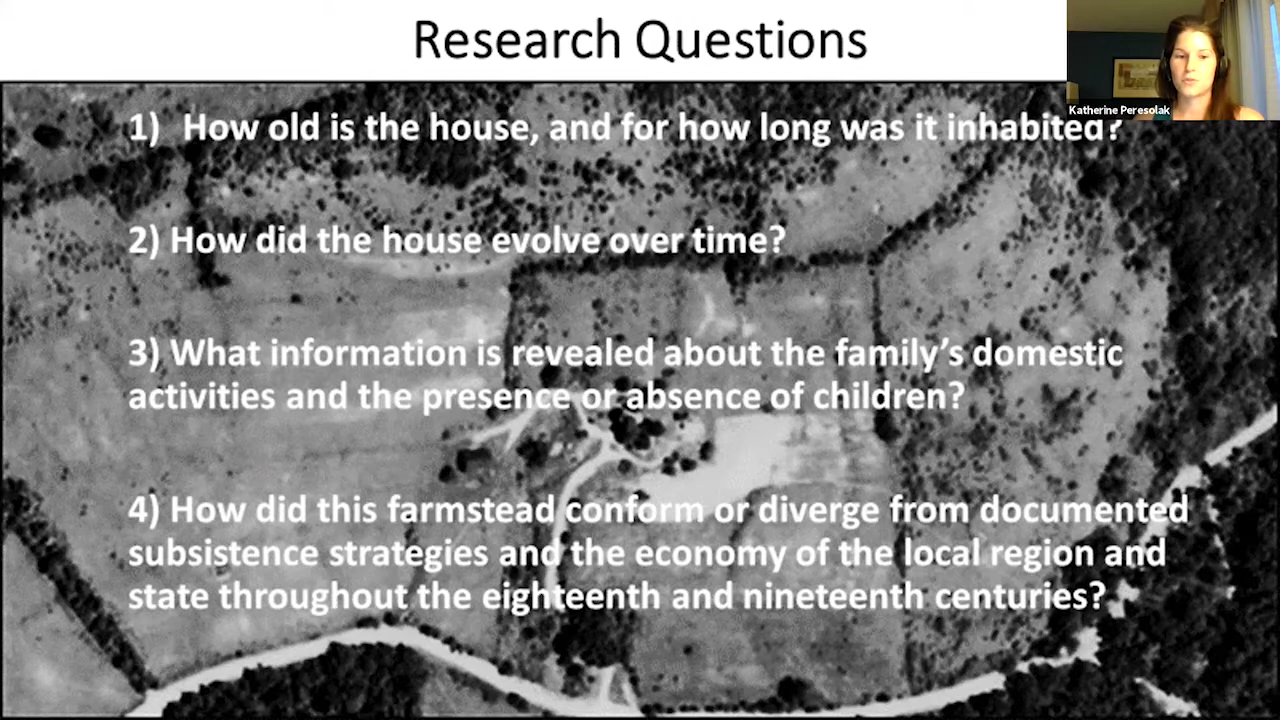 Research Questions
Katherine Peresolak
1) How old is the house, and for how long was it inhabited?
2) How did the house evolve over time?
3) What information is revealed about the family’s domestic
activities and the presence or absence of children?
4) How did this farmstead conform or diverge from documented
subsistence strategies and the economy of the local region and
state throughout the eighteenth and nineteenth centuries?